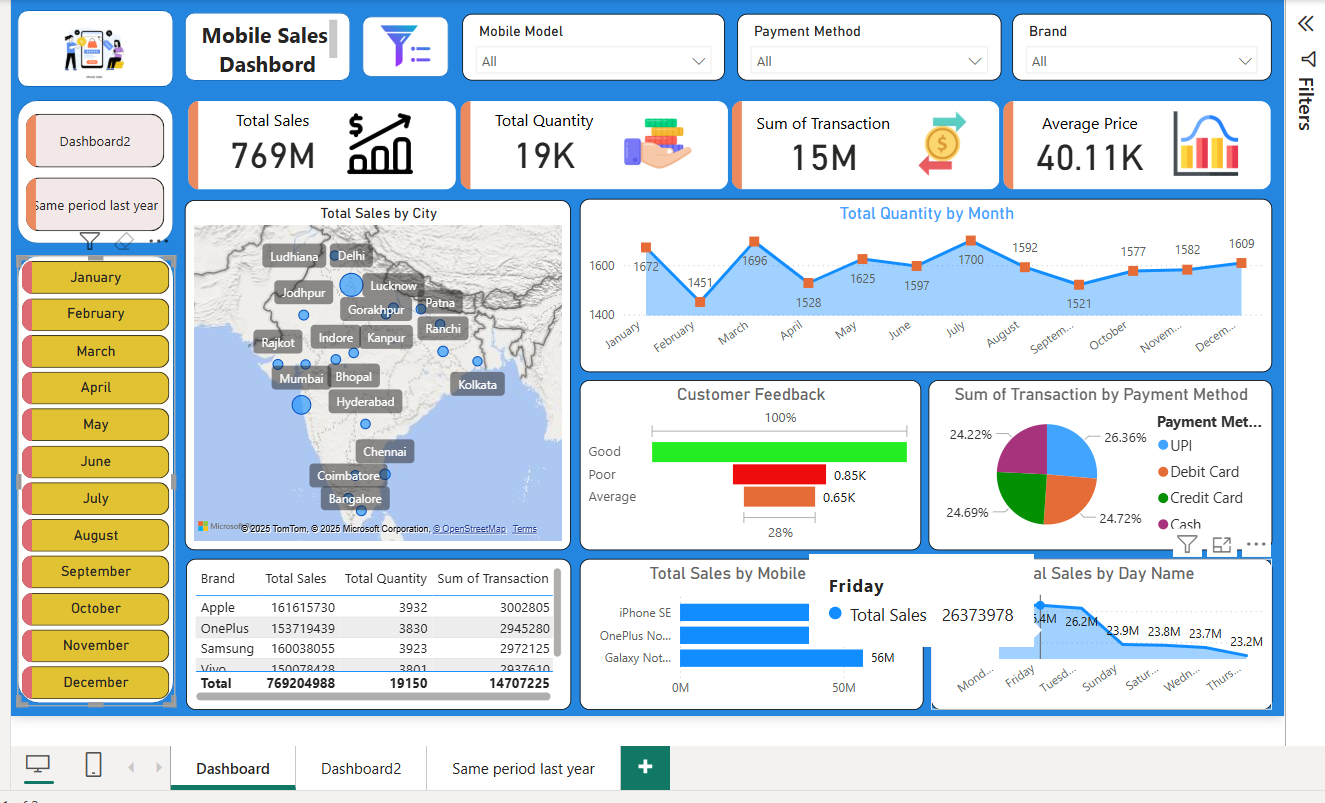 Mobile Sales
Dashbord
Mobile Model
All
Payment Method
All
Brand
All
Filters
Dashboard2
Same period last year
Total Sales
769M
Total Quantity
19K
Sum of Transaction
15M
Average Price
40.11K
January
February
March
April
May
June
July
August
September
October
November
December
Total Sales by City
Ludhiana
Delhi
Jodhpur
Lucknow
Gorakhpur
Patna
Ranchi
Rajkot
Indore
Kanpur
Mumbai
Bhopal
Kolkata
Hyderabad
Chennai
Coimbatore
Bangalore
© 2025 TomTom, © 2025 Microsoft Corporation, © OpenStreetMap Terms
Total Quantity by Month
1600
1400
1672
1451
1696
1528
1625
1597
1700
1592
1521
1577
1582
1609
January
February
March
April
May
June
July
August
Septem...
October
Novem...
Decem...
Customer Feedback
100%
Good
Poor
0.85K
Average
0.65K
28%
Sum of Transaction by Payment Method
24.22%
26.36%
24.69%
24.72%
Payment Met...
UPI
Debit Card
Credit Card
Cash
Brand Total Sales Total Quantity Sum of Transaction
Apple 161615730 3932 3002805
OnePlus 153719439 3830 2945280
Samsung 160038055 3923 2972125
Vivo 150078428 3801 2937610
Total 769204988 19150 14707225
Total Sales by Mobile
iPhone SE
OnePlus No...
Galaxy Not...
56M
0M
50M
Friday
Total Sales 26373978
al Sales by Day Name
26.2M
23.9M
23.8M
23.7M
23.2M
Mond...
Friday
Tuesd...
Sunday
Satur...
Wedn...
Thurs...
Dashboard
Dashboard2
Same period last year
+